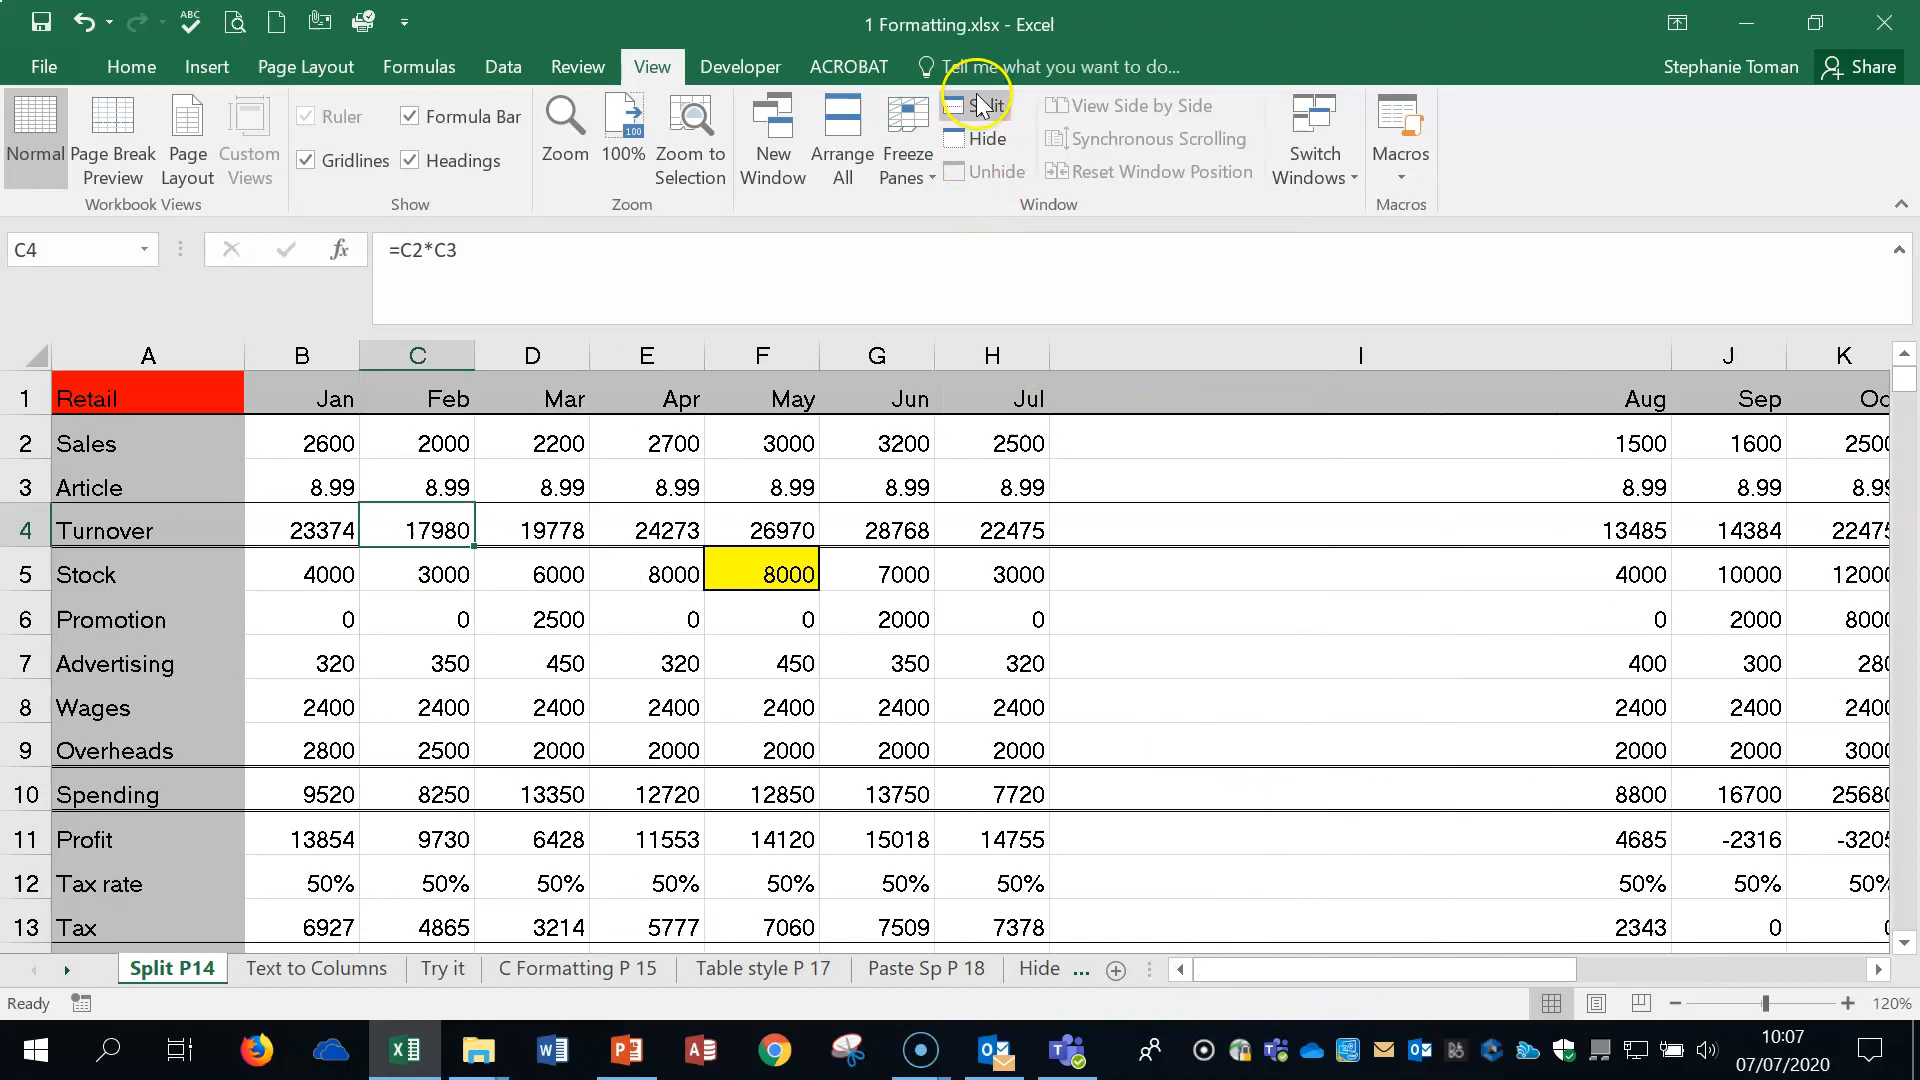 ABC
1 Formatting.xlsx - Excel
File Home Insert Page Layout Formulas Data Review View Developer ACROBAT Tell me what you want to do... Stephanie Toman Share
Normal
Page Break Preview
Page Layout
Custom Views
Workbook Views
Ruler
Formula Bar
Gridlines
Headings
Show
Zoom
100
100%
Zoom to Selection
Zoom
New Window
Arrange All
Freeze Panes
Split
Hide
Unhide
View Side by Side
Synchronous Scrolling
Reset Window Position
Window
Switch Windows
Macros
Macros
C4 fx =C2*C3
A B C D E F G H I J K
1 Retail Jan Feb Mar Apr May Jun Jul Aug Sep Oc
2 Sales 2600 2000 2200 2700 3000 3200 2500 1500 1600 2500
3 Article 8.99 8.99 8.99 8.99 8.99 8.99 8.99 8.99 8.99 8.99
4 Turnover 23374 17980 19778 24273 26970 28768 22475 13485 14384 22475
5 Stock 4000 3000 6000 8000 8000 7000 3000 4000 10000 12000
6 Promotion 0 0 2500 0 0 2000 0 0 2000 8000
7 Advertising 320 350 450 320 450 350 320 400 300 280
8 Wages 2400 2400 2400 2400 2400 2400 2400 2400 2400 2400
9 Overheads 2800 2500 2000 2000 2000 2000 2000 2000 2000 3000
10 Spending 9520 8250 13350 12720 12850 13750 7720 8800 16700 25680
11 Profit 13854 9730 6428 11553 14120 15018 14755 4685 -2316 -3205
12 Tax rate 50% 50% 50% 50% 50% 50% 50% 50% 50% 50%
13 Tax 6927 4865 3214 5777 7060 7509 7378 2343 0 0
Split P14 Text to Columns Try it C Formatting P 15 Table style P 17 Paste Sp P 18 Hide ...
Ready 120%
10:07
07/07/2020